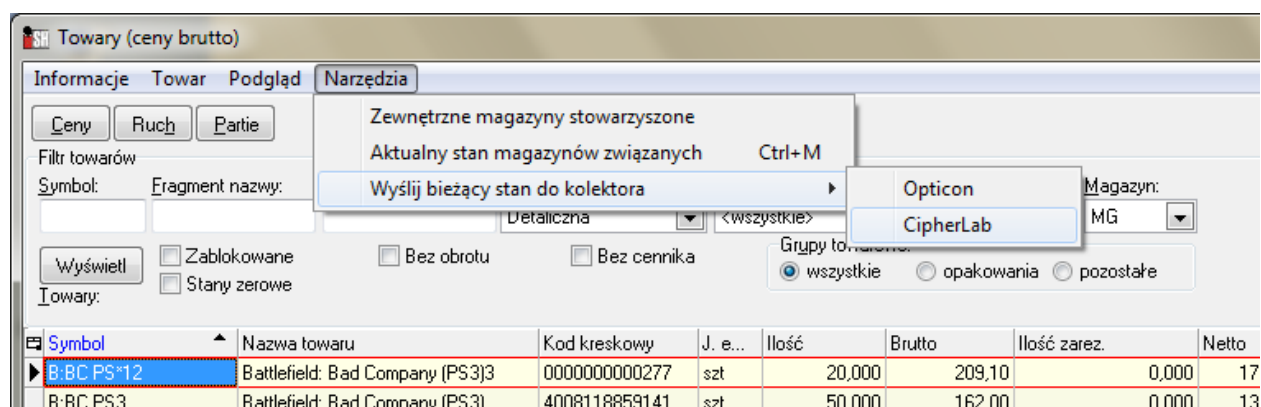 Towary (ceny brutto)
Informacje Towar Podgląd Narzędzia
Zewnętrzne magazyny stowarzyszone
Aktualny stan magazynów związanych Ctrl+M
Wyślij bieżący stan do kolektora
Opticon
CipherLab
Ceny Ruch Partie
Filtr towarów
Symbol: Fragment nazwy: Magazyn:
Detaliczna <wszystkie> MG
Wyświetl Zablokowane Bez obrotu Bez cennika
Stany zerowe
Grupy
wszystkie opakowania pozostałe
Towary:
Symbol Nazwa towaru Kod kreskowy J. e... Ilość Brutto Ilość zarez. Netto
B:BC PS*12 Battlefield: Bad Company (PS3)3 0000000000277 szt 20,000 209,10 0,000 17
B:BC PS3 Battlefield: Bad Company (PS3) 4008118859141 szt 50,000 162,00 0,000 13